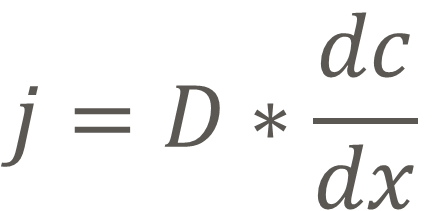 j = D * dc/dx